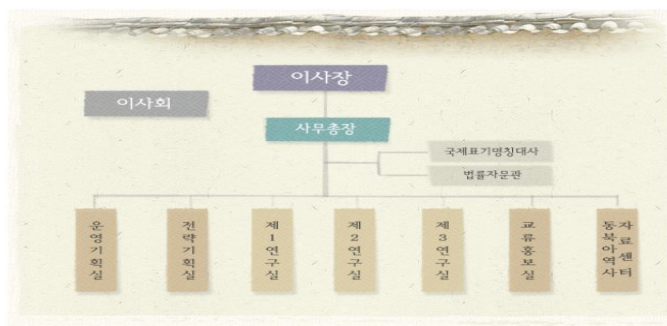 이사장
이사회
사무총장
국제표기명칭대사
법률자문관
운영기획실
전략기획실
제1연구실
제2연구실
제3연구실
교류홍보실
동북아역사
자료센터